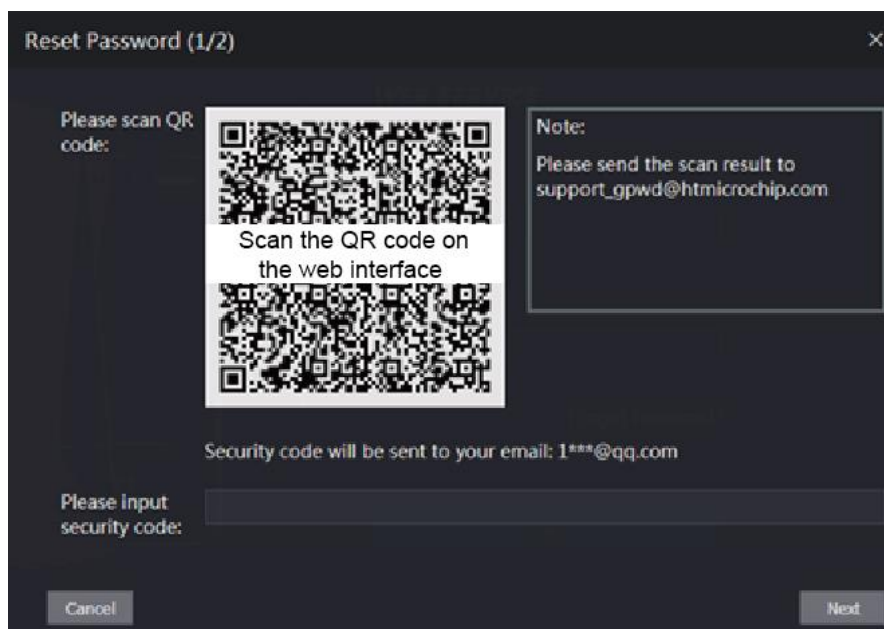 Reset Password (1/2)
Please scan QR
code:
Scan the QR code on
the web interface
Note:
Please send the scan result to
support_gpwd@htmicrochip.com
Security code will be sent to your email: 1***@qq.com
Please input
security code:
Cancel
Next